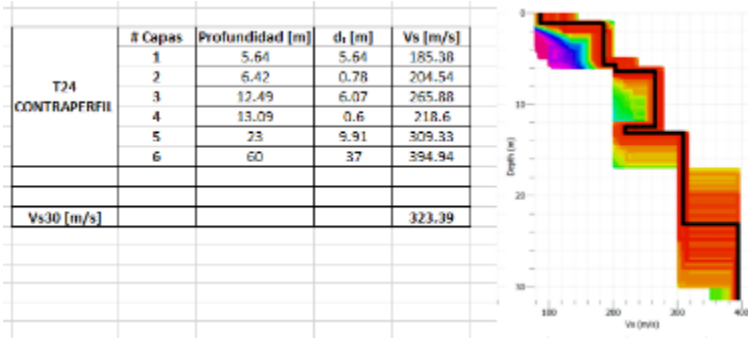 # Capas Profundidad [m] dᵢ [m] Vs [m/s]
T24 CONTRAPERFIL
1 5.64 5.64 185.38
2 6.42 0.78 204.54
3 12.49 6.07 265.88
4 13.09 0.6 218.6
5 23 9.91 309.33
6 60 37 394.94
Vs30 [m/s] 323.39
0
10
20
30
Depth (m)
100 200 300 400
Vs (m/s)